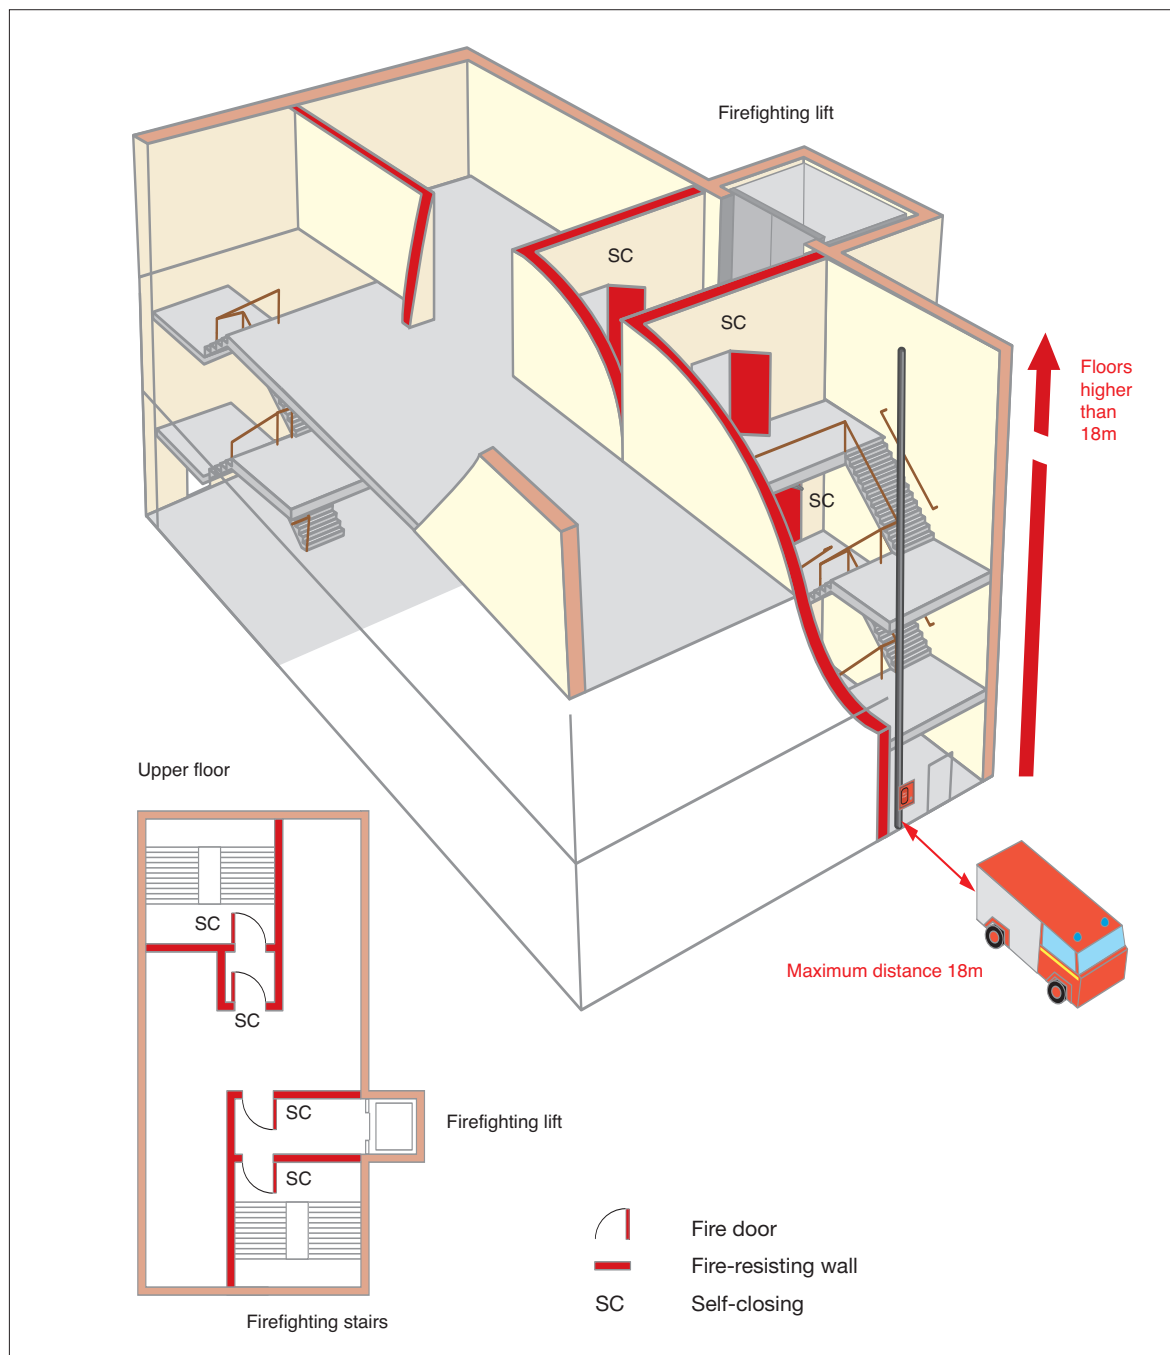 Firefighting lift
SC
SC
Floors
higher
than
18m
SC
Upper floor
Maximum distance 18m
SC
SC
SC
Firefighting lift
SC
Fire door
Fire-resisting wall
SC Self-closing
Firefighting stairs